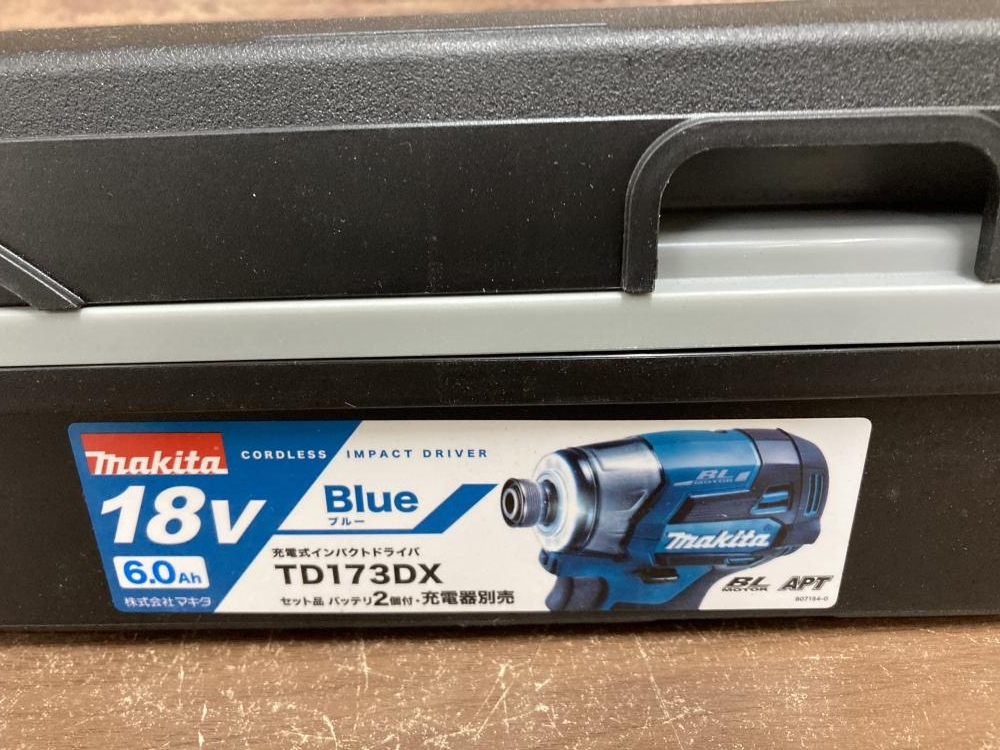 makita CORDLESS IMPACT DRIVER
18V
6.0Ah
株式会社マキタ
Blue
ブルー
充電式インパクトドライバ
TD173DX
セット品 バッテリ2個付・充電器別売
BL
MOTOR
makita
BL
MOTOR
APT
807184-0